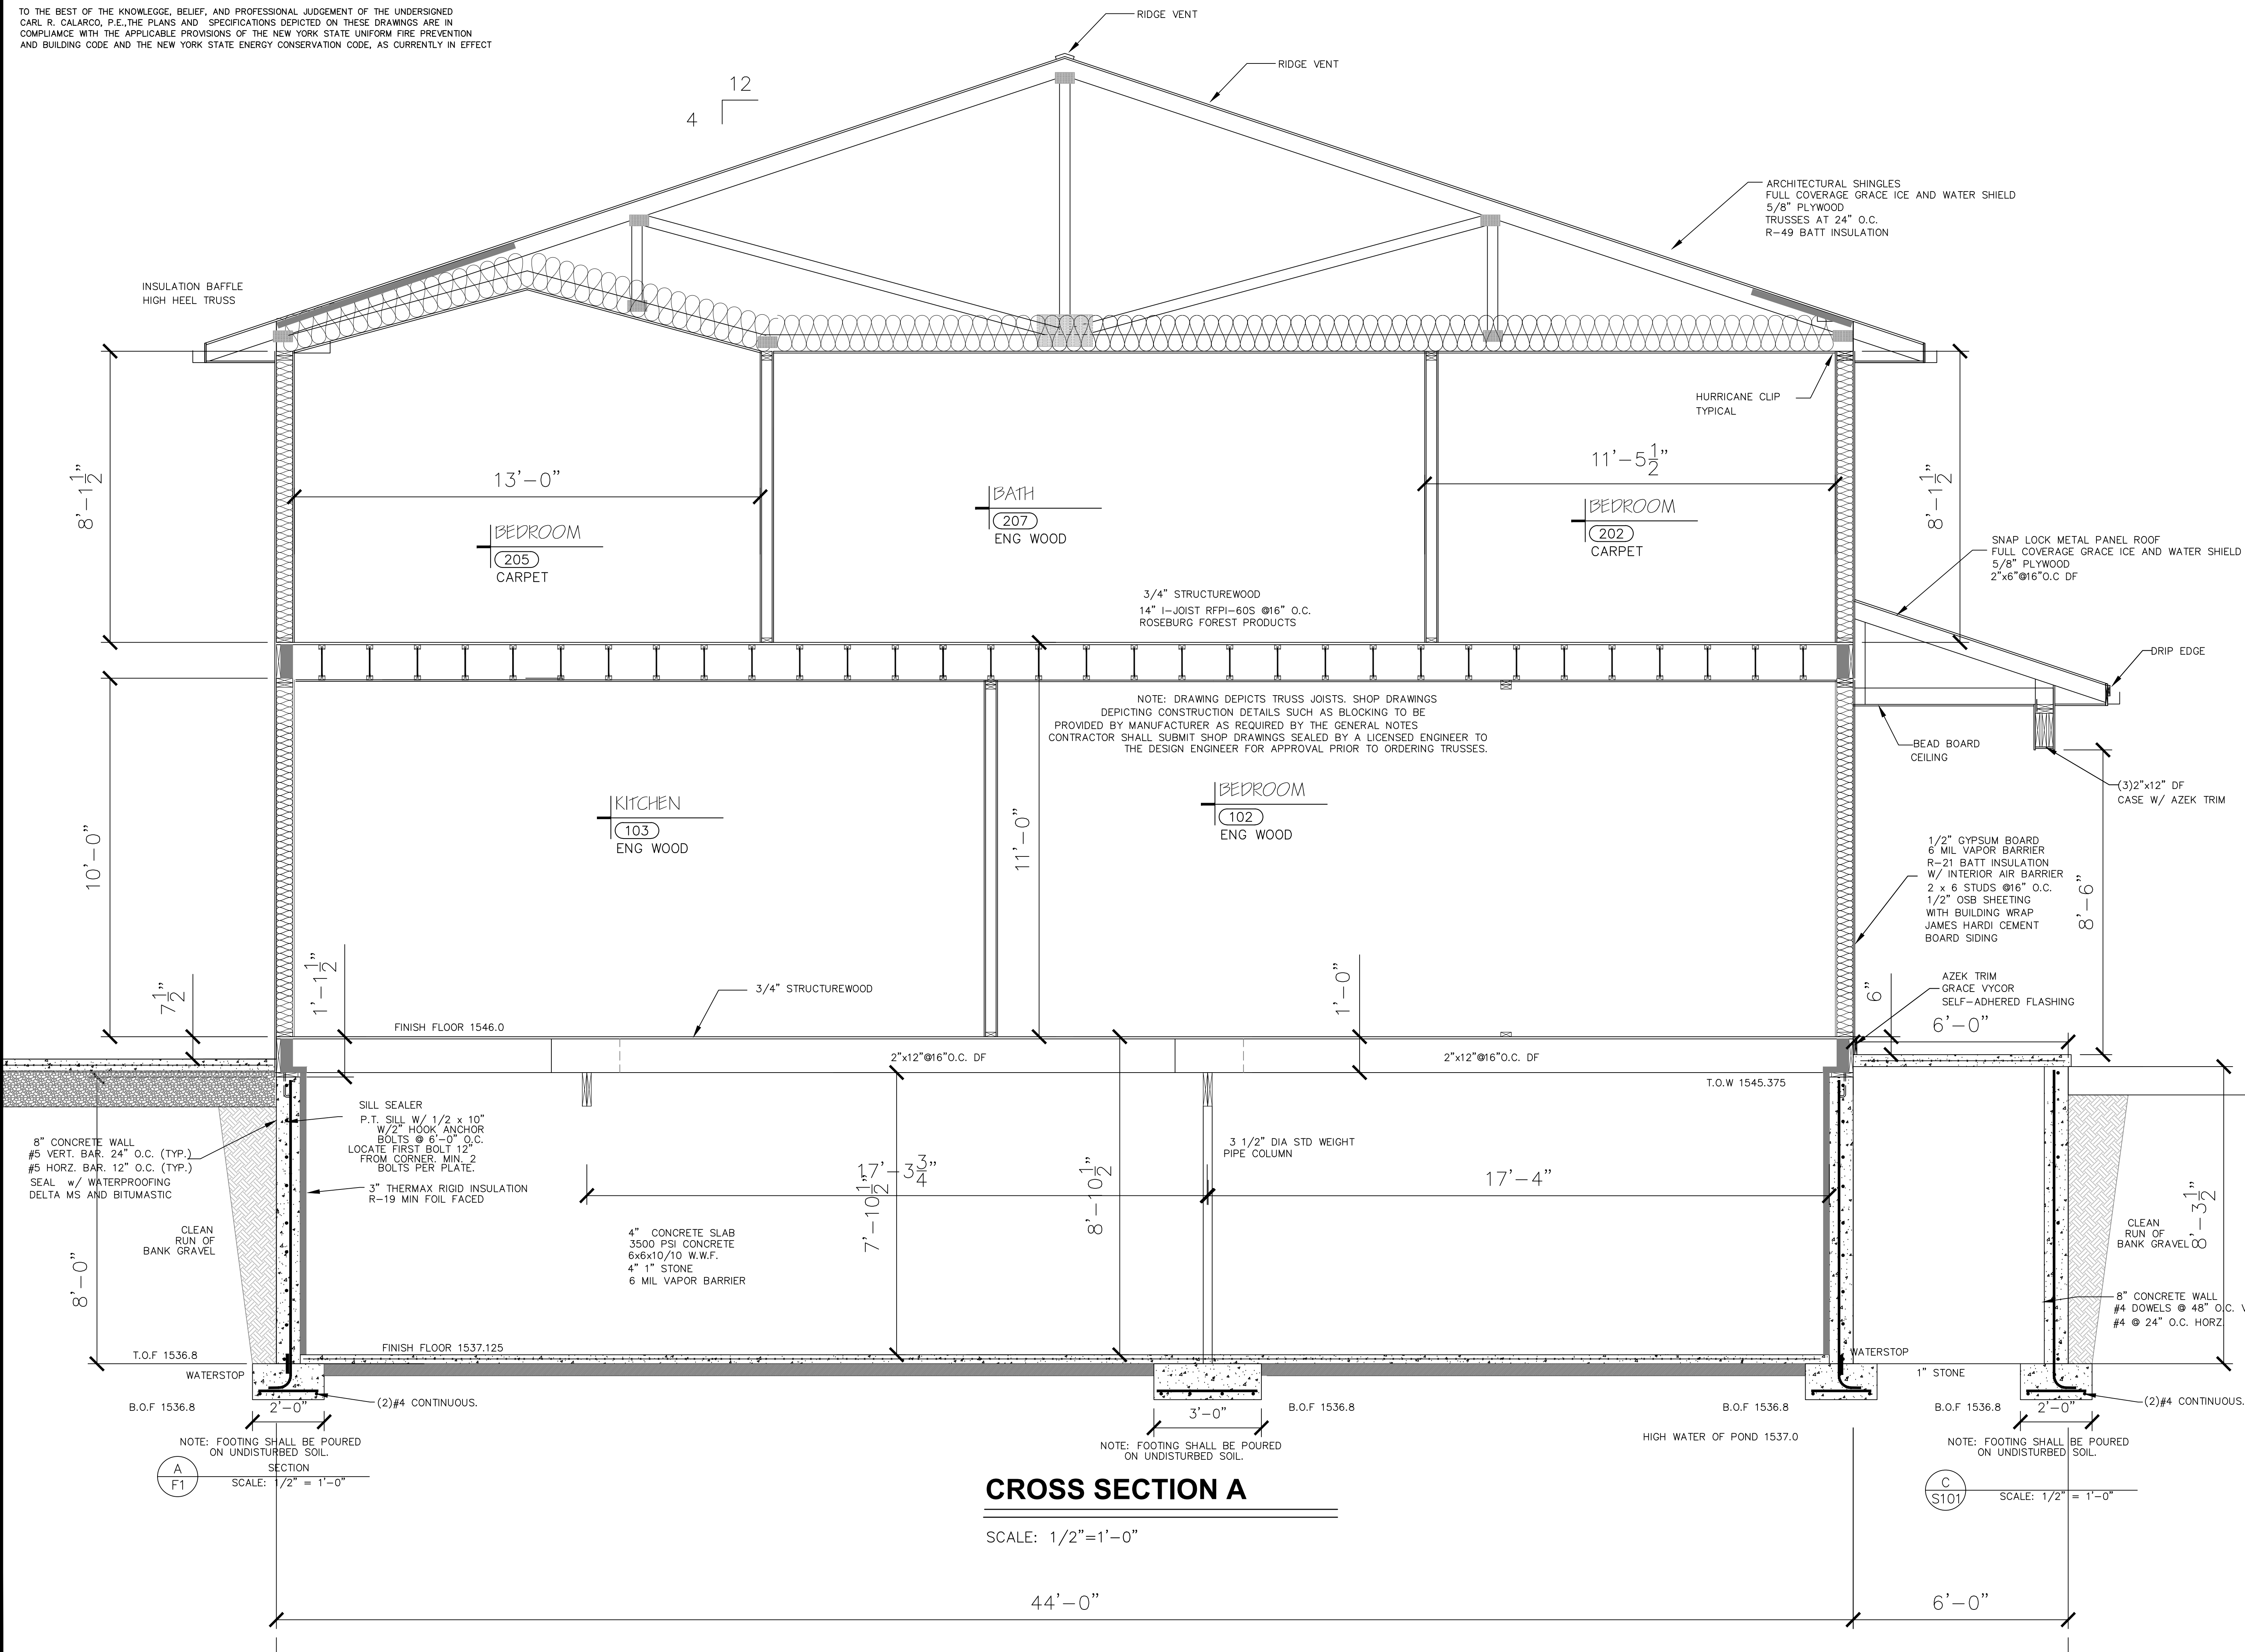 TO THE BEST OF THE KNOWLEGGE, BELIEF, AND PROFESSIONAL JUDGEMENT OF THE UNDERSIGNED
CARL R. CALARCO, P.E.,THE PLANS AND SPECIFICATIONS DEPICTED ON THESE DRAWINGS ARE IN
COMPLIAMCE WITH THE APPLICABLE PROVISIONS OF THE NEW YORK STATE UNIFORM FIRE PREVENTION
AND BUILDING CODE AND THE NEW YORK STATE ENERGY CONSERVATION CODE, AS CURRENTLY IN EFFECT
RIDGE VENT
RIDGE VENT
12
4
ARCHITECTURAL SHINGLES
FULL COVERAGE GRACE ICE AND WATER SHIELD
5/8" PLYWOOD
TRUSSES AT 24" O.C.
R-49 BATT INSULATION
INSULATION BAFFLE
HIGH HEEL TRUSS
HURRICANE CLIP
TYPICAL
8'-1 1/2"
13'-0"
BEDROOM
205
CARPET
BATH
207
ENG WOOD
11'-5 1/2"
BEDROOM
202
CARPET
8'-1 1/2"
SNAP LOCK METAL PANEL ROOF
FULL COVERAGE GRACE ICE AND WATER SHIELD
5/8" PLYWOOD
2"x6"@16"O.C DF
3/4" STRUCTUREWOOD
14" I-JOIST RFPI-60S @16" O.C.
ROSEBURG FOREST PRODUCTS
DRIP EDGE
NOTE: DRAWING DEPICTS TRUSS JOISTS. SHOP DRAWINGS
DEPICTING CONSTRUCTION DETAILS SUCH AS BLOCKING TO BE
PROVIDED BY MANUFACTURER AS REQUIRED BY THE GENERAL NOTES
CONTRACTOR SHALL SUBMIT SHOP DRAWINGS SEALED BY A LICENSED ENGINEER TO
THE DESIGN ENGINEER FOR APPROVAL PRIOR TO ORDERING TRUSSES.
BEAD BOARD
CEILING
(3)2"x12" DF
CASE W/ AZEK TRIM
10'-0"
KITCHEN
103
ENG WOOD
11'-0"
BEDROOM
102
ENG WOOD
1/2" GYPSUM BOARD
6 MIL VAPOR BARRIER
R-21 BATT INSULATION
W/ INTERIOR AIR BARRIER
2 x 6 STUDS @16" O.C.
1/2" OSB SHEETING
WITH BUILDING WRAP
JAMES HARDI CEMENT
BOARD SIDING
8'-6"
7 1/2"
1'-1 1/2"
3/4" STRUCTUREWOOD
1'-0"
AZEK TRIM
GRACE VYCOR
SELF-ADHERED FLASHING
6"
6'-0"
FINISH FLOOR 1546.0
2"x12"@16"O.C. DF
2"x12"@16"O.C. DF
T.O.W 1545.375
SILL SEALER
P.T. SILL W/ 1/2 x 10"
W/2" HOOK ANCHOR
BOLTS @ 6'-0" O.C.
LOCATE FIRST BOLT 12"
FROM CORNER. MIN. 2
BOLTS PER PLATE.
8" CONCRETE WALL
#5 VERT. BAR. 24" O.C. (TYP.)
#5 HORZ. BAR. 12" O.C. (TYP.)
SEAL w/ WATERPROOFING
DELTA MS AND BITUMASTIC
3" THERMAX RIGID INSULATION
R-19 MIN FOIL FACED
3 1/2" DIA STD WEIGHT
PIPE COLUMN
17'-3 3/4"
17'-4"
7'-10 1/2"
8'-10 1/2"
8'-3 1/2"
CLEAN
RUN OF
BANK GRAVEL
CLEAN
RUN OF
BANK GRAVEL
4" CONCRETE SLAB
3500 PSI CONCRETE
6x6x10/10 W.W.F.
4" 1" STONE
6 MIL VAPOR BARRIER
8'-0"
8" CONCRETE WALL
#4 DOWELS @ 48" O.C. V
#4 @ 24" O.C. HORZ
T.O.F 1536.8
FINISH FLOOR 1537.125
WATERSTOP
WATERSTOP
1" STONE
B.O.F 1536.8
2'-0"
(2)#4 CONTINUOUS.
3'-0"
B.O.F 1536.8
B.O.F 1536.8
B.O.F 1536.8
2'-0"
(2)#4 CONTINUOUS.
NOTE: FOOTING SHALL BE POURED
ON UNDISTURBED SOIL.
NOTE: FOOTING SHALL BE POURED
ON UNDISTURBED SOIL.
HIGH WATER OF POND 1537.0
NOTE: FOOTING SHALL BE POURED
ON UNDISTURBED SOIL.
A
F1
SECTION
SCALE: 1/2" = 1'-0"
CROSS SECTION A
SCALE: 1/2"=1'-0"
C
S101
SCALE: 1/2" = 1'-0"
44'-0"
6'-0"